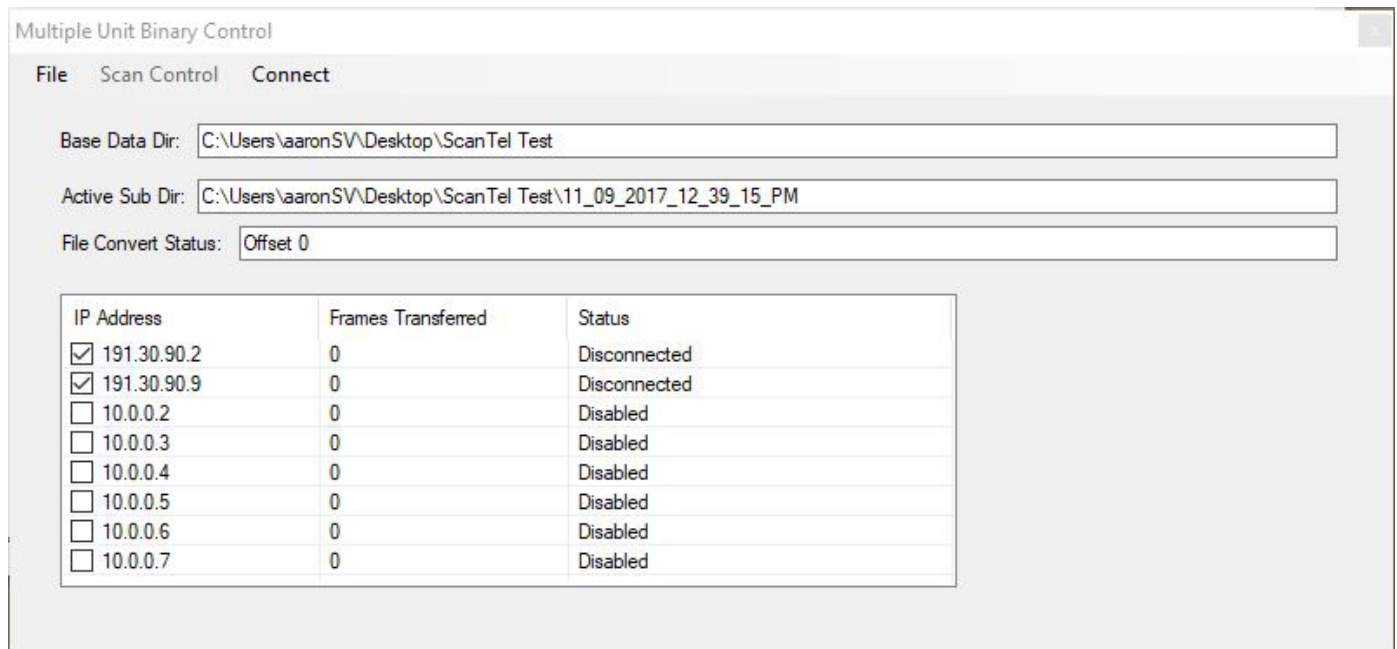 Multiple Unit Binary Control
File Scan Control Connect
Base Data Dir: C:\Users\aaronSV\Desktop\ScanTel Test
Active Sub Dir: C:\Users\aaronSV\Desktop\ScanTel Test\11_09_2017_12_39_15_PM
File Convert Status: Offset 0
IP Address Frames Transferred Status
191.30.90.2 0 Disconnected
191.30.90.9 0 Disconnected
10.0.0.2 0 Disabled
10.0.0.3 0 Disabled
10.0.0.4 0 Disabled
10.0.0.5 0 Disabled
10.0.0.6 0 Disabled
10.0.0.7 0 Disabled